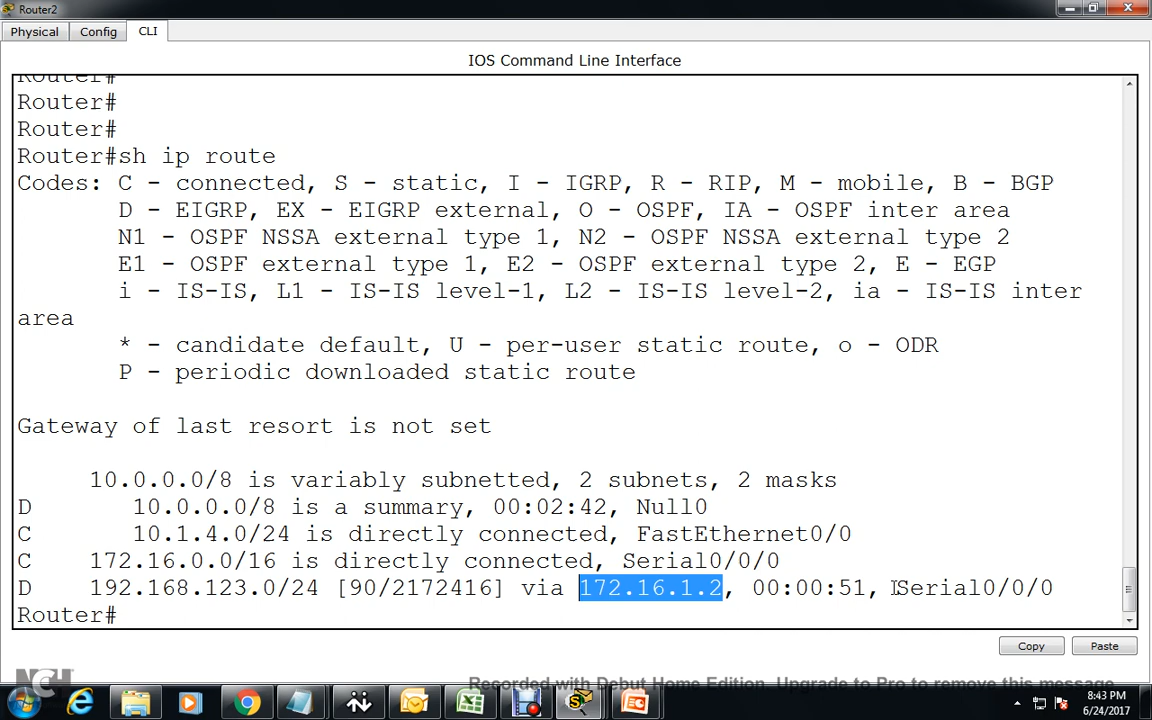 Router2
Physical Config CLI
IOS Command Line Interface
Router#
Router#
Router#
Router#sh ip route
Codes: C - connected, S - static, I - IGRP, R - RIP, M - mobile, B - BGP
D - EIGRP, EX - EIGRP external, O - OSPF, IA - OSPF inter area
N1 - OSPF NSSA external type 1, N2 - OSPF NSSA external type 2
E1 - OSPF external type 1, E2 - OSPF external type 2, E - EGP
i - IS-IS, L1 - IS-IS level-1, L2 - IS-IS level-2, ia - IS-IS inter
area
* - candidate default, U - per-user static route, o - ODR
P - periodic downloaded static route
Gateway of last resort is not set
10.0.0.0/8 is variably subnetted, 2 subnets, 2 masks
D 10.0.0.0/8 is a summary, 00:02:42, Null0
C 10.1.4.0/24 is directly connected, FastEthernet0/0
C 172.16.0.0/16 is directly connected, Serial0/0/0
D 192.168.123.0/24 [90/2172416] via 172.16.1.2, 00:00:51, Serial0/0/0
Router#
Copy Paste
NCH
Recorded with Debut Home Edition. Upgrade to Pro to remove this message
8:43 PM
6/24/2017